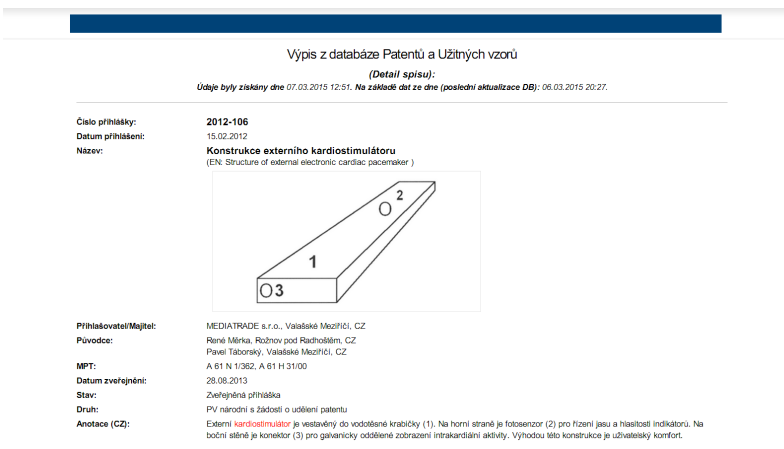 Výpis z databáze Patentů a Užitných vzorů
(Detail spisu):
Údaje byly získány dne 07.03.2015 12:51. Na základě dat ze dne (poslední aktualizace DB): 06.03.2015 20:27.
Číslo přihlášky: 2012-106
Datum přihlášení: 15.02.2012
Název: Konstrukce externího kardiostimulátoru
(EN: Structure of external electronic cardiac pacemaker )
2
1
3
Přihlašovatel/Majitel: MEDIATRADE s.r.o., Valašské Meziříčí, CZ
Původce: René Měrka, Rožnov pod Radhoštěm, CZ
Pavel Táborský, Valašské Meziříčí, CZ
MPT: A 61 N 1/362, A 61 H 31/00
Datum zveřejnění: 28.08.2013
Stav: Zveřejněná přihláška
Druh: PV národní s žádostí o udělení patentu
Anotace (CZ): Externí kardiostimulátor je vestavěný do vodotěsné krabičky (1). Na horní straně je fotosenzor (2) pro řízení jasu a hlasitosti indikátorů. Na
boční stěně je konektor (3) pro galvanicky oddělené zobrazení intrakardiální aktivity. Výhodou této konstrukce je uživatelský komfort.